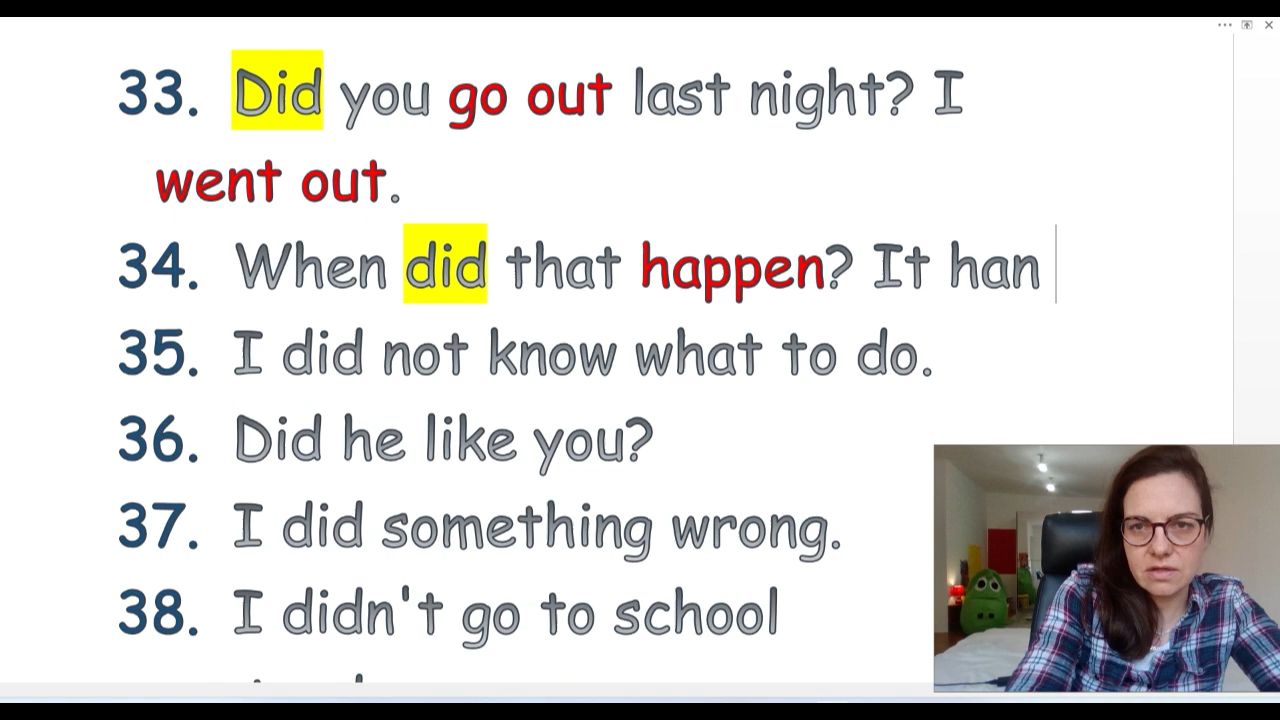 33. Did you go out last night? I
went out.
34. When did that happen? It han
35. I did not know what to do.
36. Did he like you?
37. I did something wrong.
38. I didn't go to school